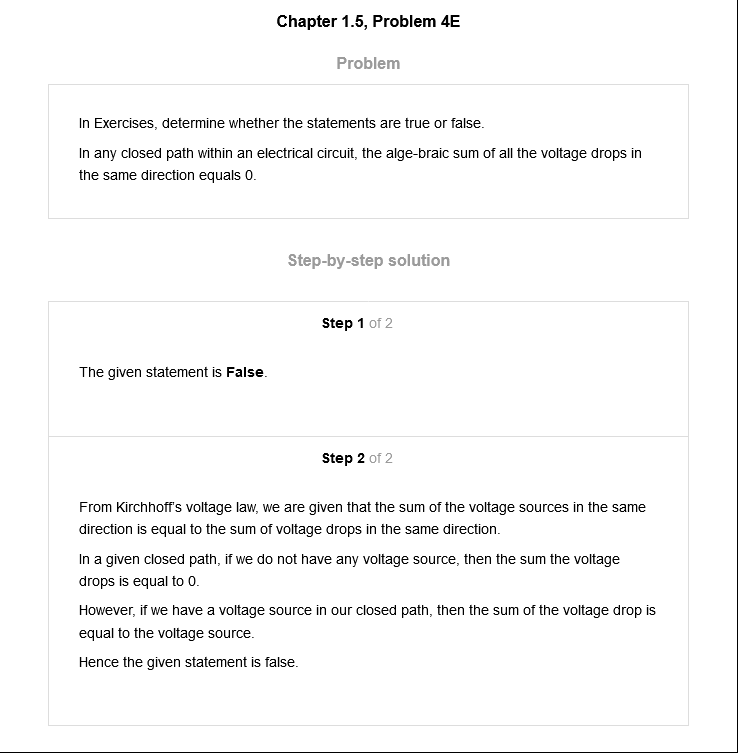 Chapter 1.5, Problem 4E
Problem
In Exercises, determine whether the statements are true or false.
In any closed path within an electrical circuit, the alge-braic sum of all the voltage drops in
the same direction equals 0.
Step-by-step solution
Step 1 of 2
The given statement is False.
Step 2 of 2
From Kirchhoff's voltage law, we are given that the sum of the voltage sources in the same
direction is equal to the sum of voltage drops in the same direction.
In a given closed path, if we do not have any voltage source, then the sum the voltage
drops is equal to 0.
However, if we have a voltage source in our closed path, then the sum of the voltage drop is
equal to the voltage source.
Hence the given statement is false.